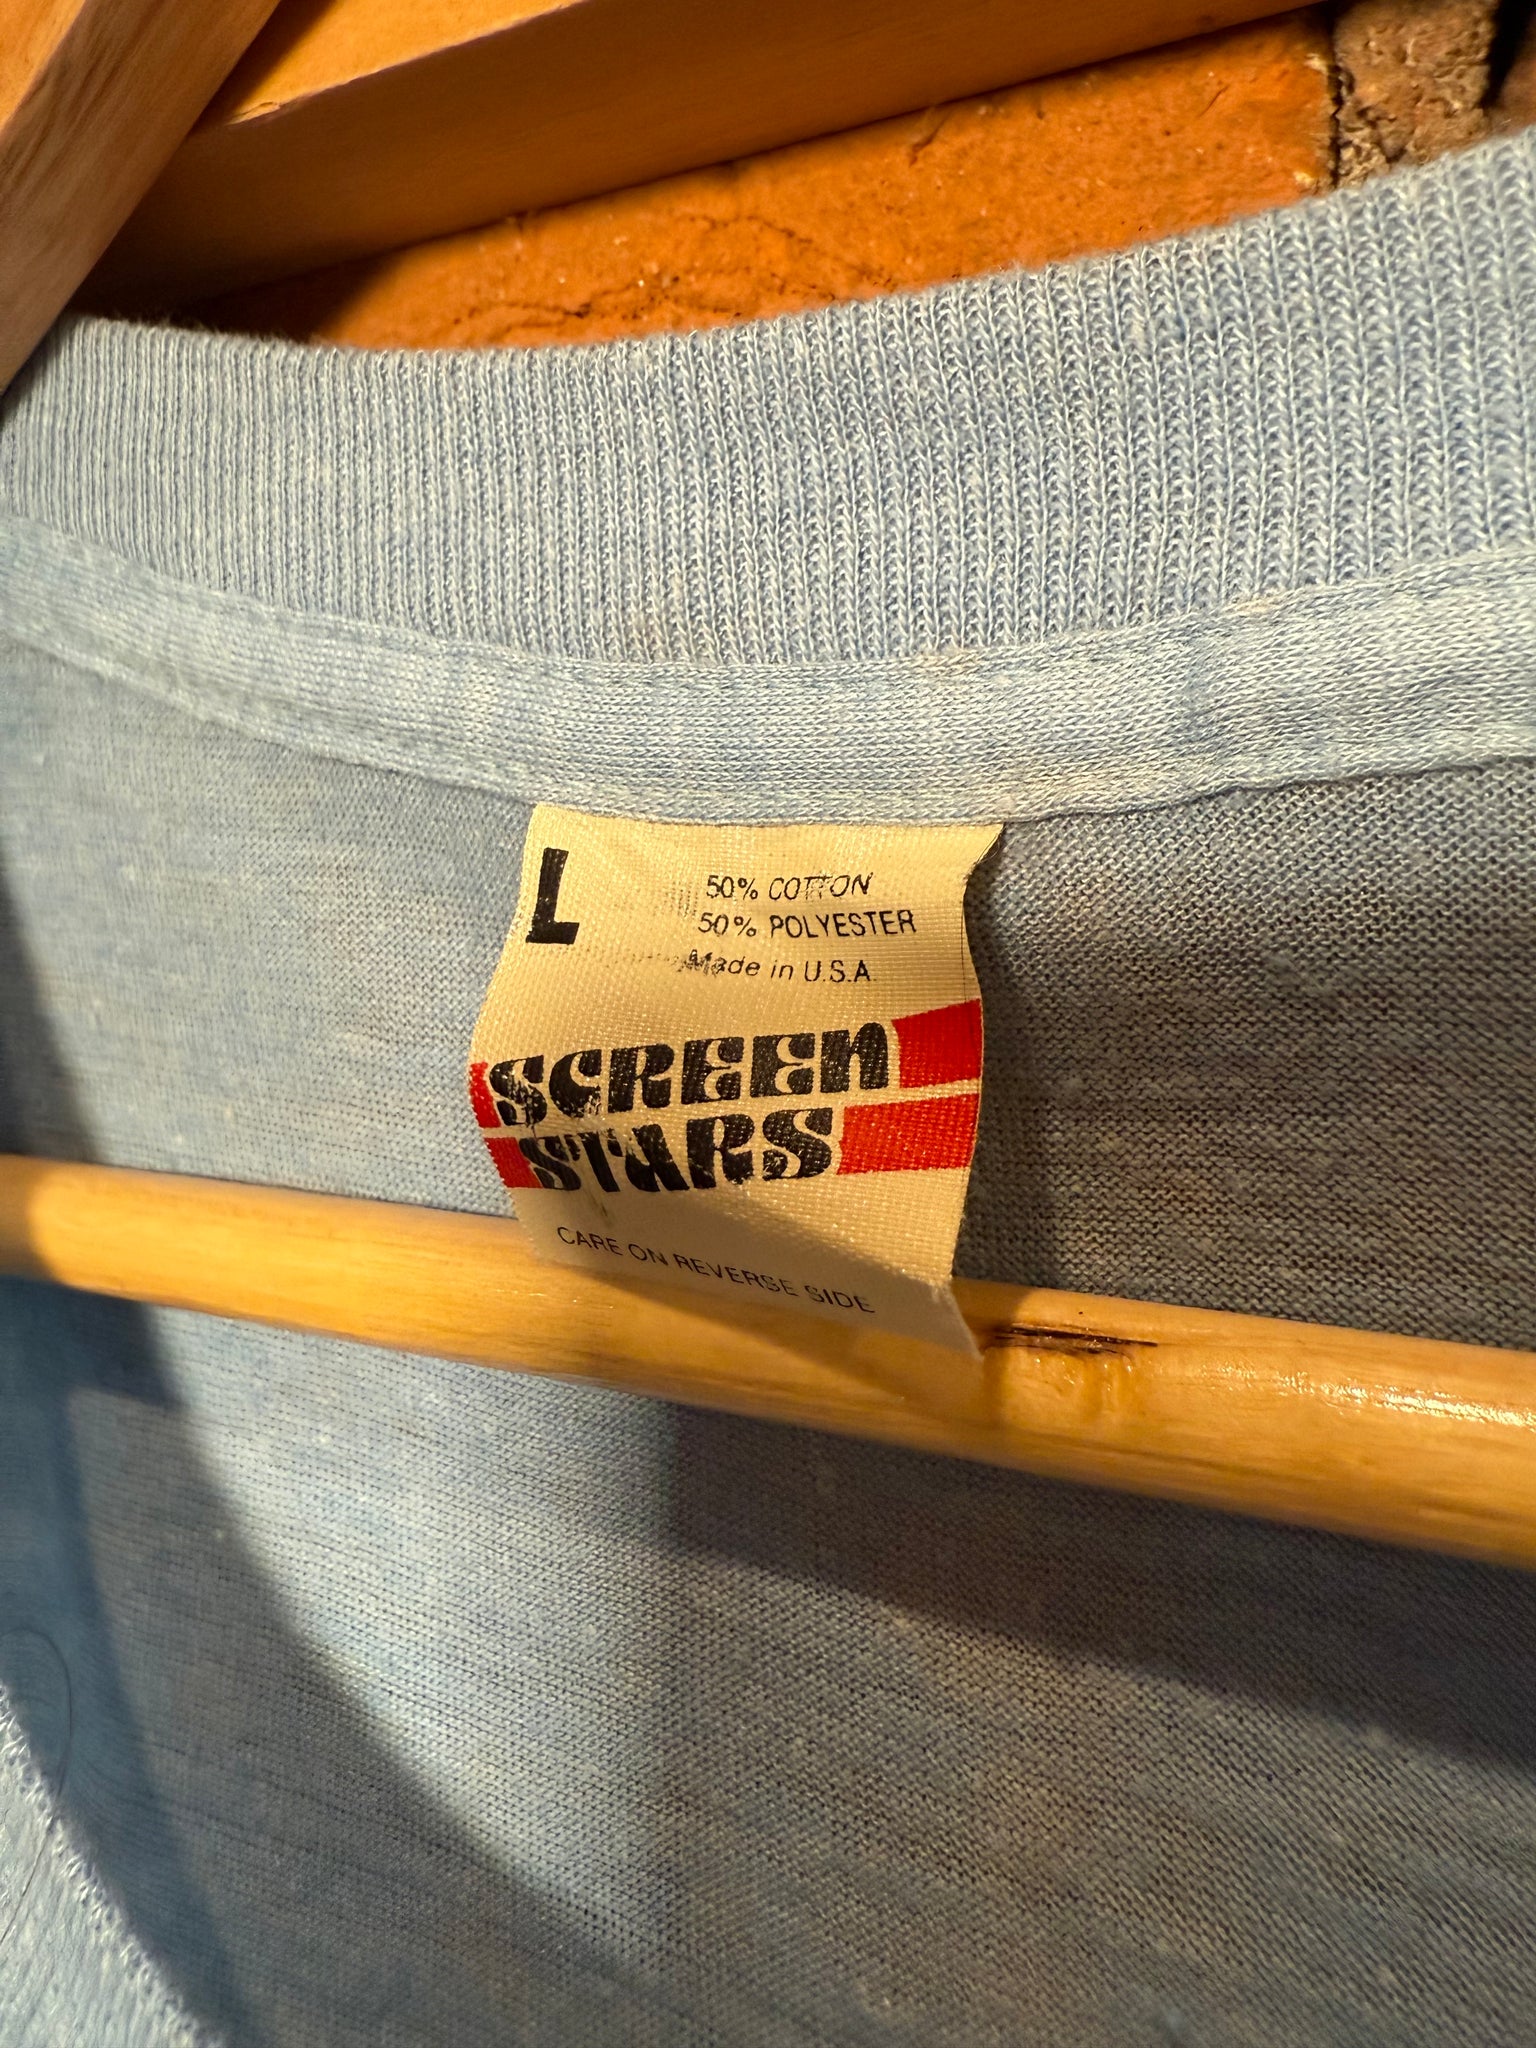 L
50% COTTON
50% POLYESTER
Made in U.S.A.
SCREEN
STARS
CARE ON REVERSE SIDE